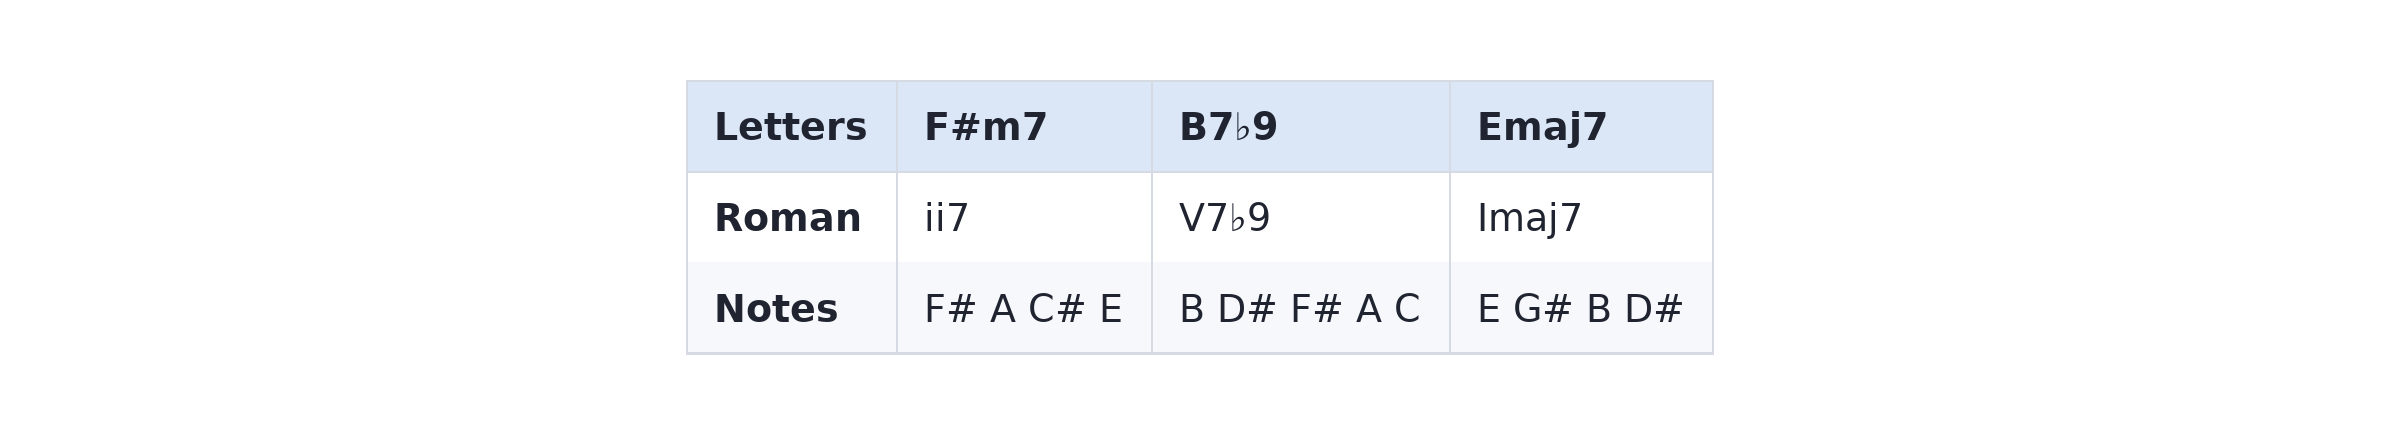 Letters F#m7 B7♭9 Emaj7
Roman ii7 V7♭9 Imaj7
Notes F# A C# E B D# F# A C E G# B D#